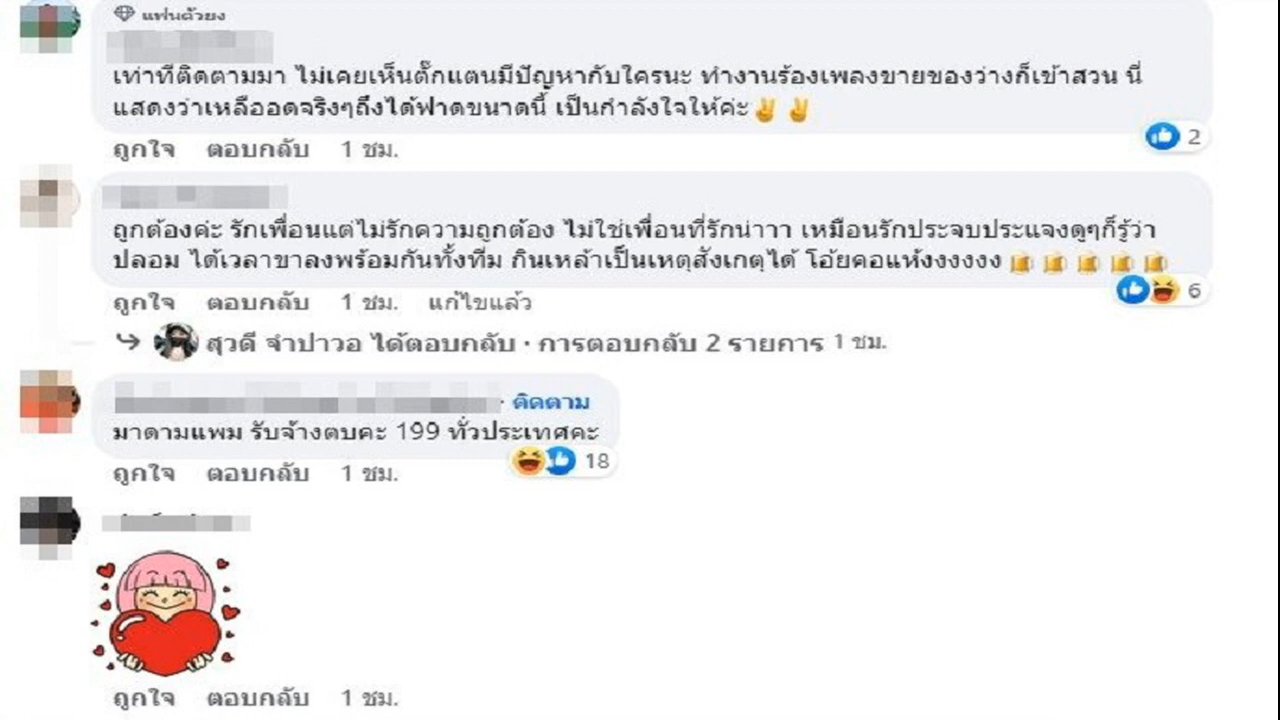 แฟนตัวยง
เท่าที่ติดตามมา ไม่เคยเห็นตั๊กแตนมีปัญหากับใครนะ ทำงานร้องเพลงขายของว่างก็เข้าสวน นี่
แสดงว่าเหลืออดจริงๆถึงได้ฟาดขนาดนี้ เป็นกำลังใจให้ค่ะ✌️✌️
2
ถูกใจ ตอบกลับ 1 ชม.
ถูกต้องค่ะ รักเพื่อนแต่ไม่รักความถูกต้อง ไม่ใช่เพื่อนที่รักน่าาา เหมือนรักประจบประแจงดูๆก็รู้ว่า
ปลอม ได้เวลาขาลงพร้อมกันทั้งทีม กินเหล้าเป็นเหตุสังเกตุได้ โอ้ยคอแห้งงงงงง🍺🍺🍺🍺🍺
6
ถูกใจ ตอบกลับ 1 ชม. แก้ไขแล้ว
สุวดี จำปาวอ ได้ตอบกลับ · การตอบกลับ 2 รายการ 1 ชม.
· ติดตาม
มาดามแพม รับจ้างตบคะ 199 ทั่วประเทศคะ
18
ถูกใจ ตอบกลับ 1 ชม.
ถูกใจ ตอบกลับ 1 ชม.